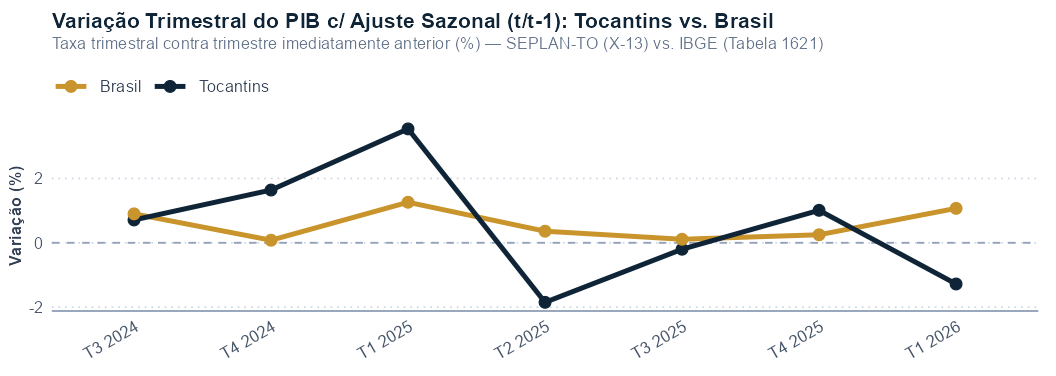 Variação Trimestral do PIB c/ Ajuste Sazonal (t/t-1): Tocantins vs. Brasil
Taxa trimestral contra trimestre imediatamente anterior (%) — SEPLAN-TO (X-13) vs. IBGE (Tabela 1621)
Brasil
Tocantins
Variação (%)
2
0
-2
T3 2024
T4 2024
T1 2025
T2 2025
T3 2025
T4 2025
T1 2026